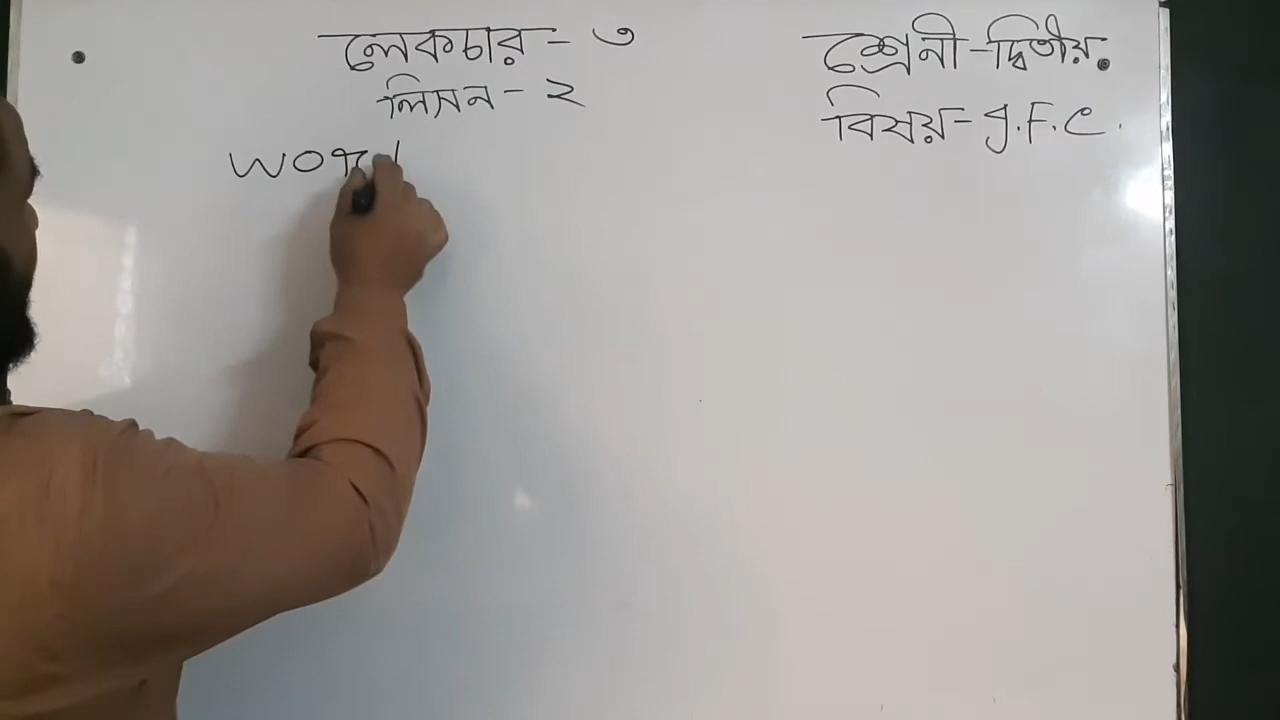 লেকচার - ৩
লিসন - ২
শ্রেনী - দ্বিতীয়.
বিষয় - g.F.C.
word